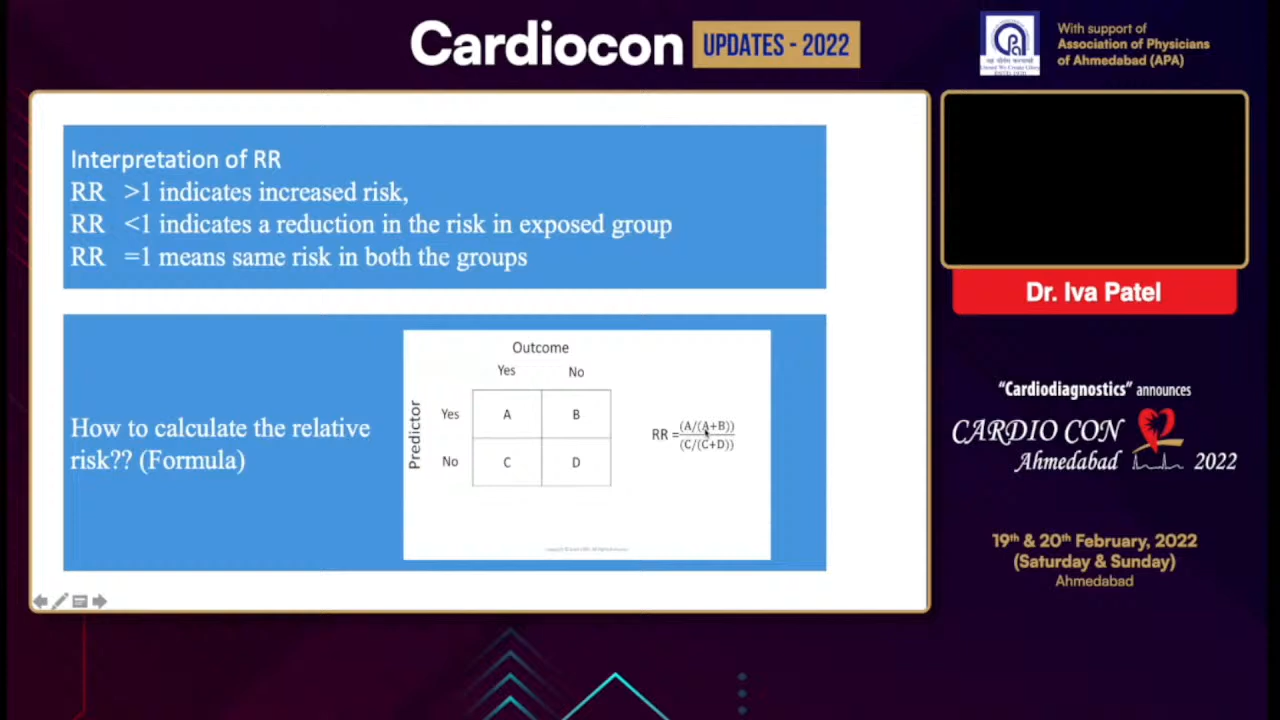 Cardiocon UPDATES - 2022
With support of
Association of Physicians
of Ahmedabad (APA)
Interpretation of RR
RR >1 indicates increased risk,
RR <1 indicates a reduction in the risk in exposed group
RR =1 means same risk in both the groups
How to calculate the relative
risk?? (Formula)
Outcome
Yes No
Predictor
Yes A B
No C D
RR = (A/(A+B))
(C/(C+D))
Dr. Iva Patel
“Cardiodiagnostics” announces
CARDIO CON
Ahmedabad 2022
19th & 20th February, 2022
(Saturday & Sunday)
Ahmedabad